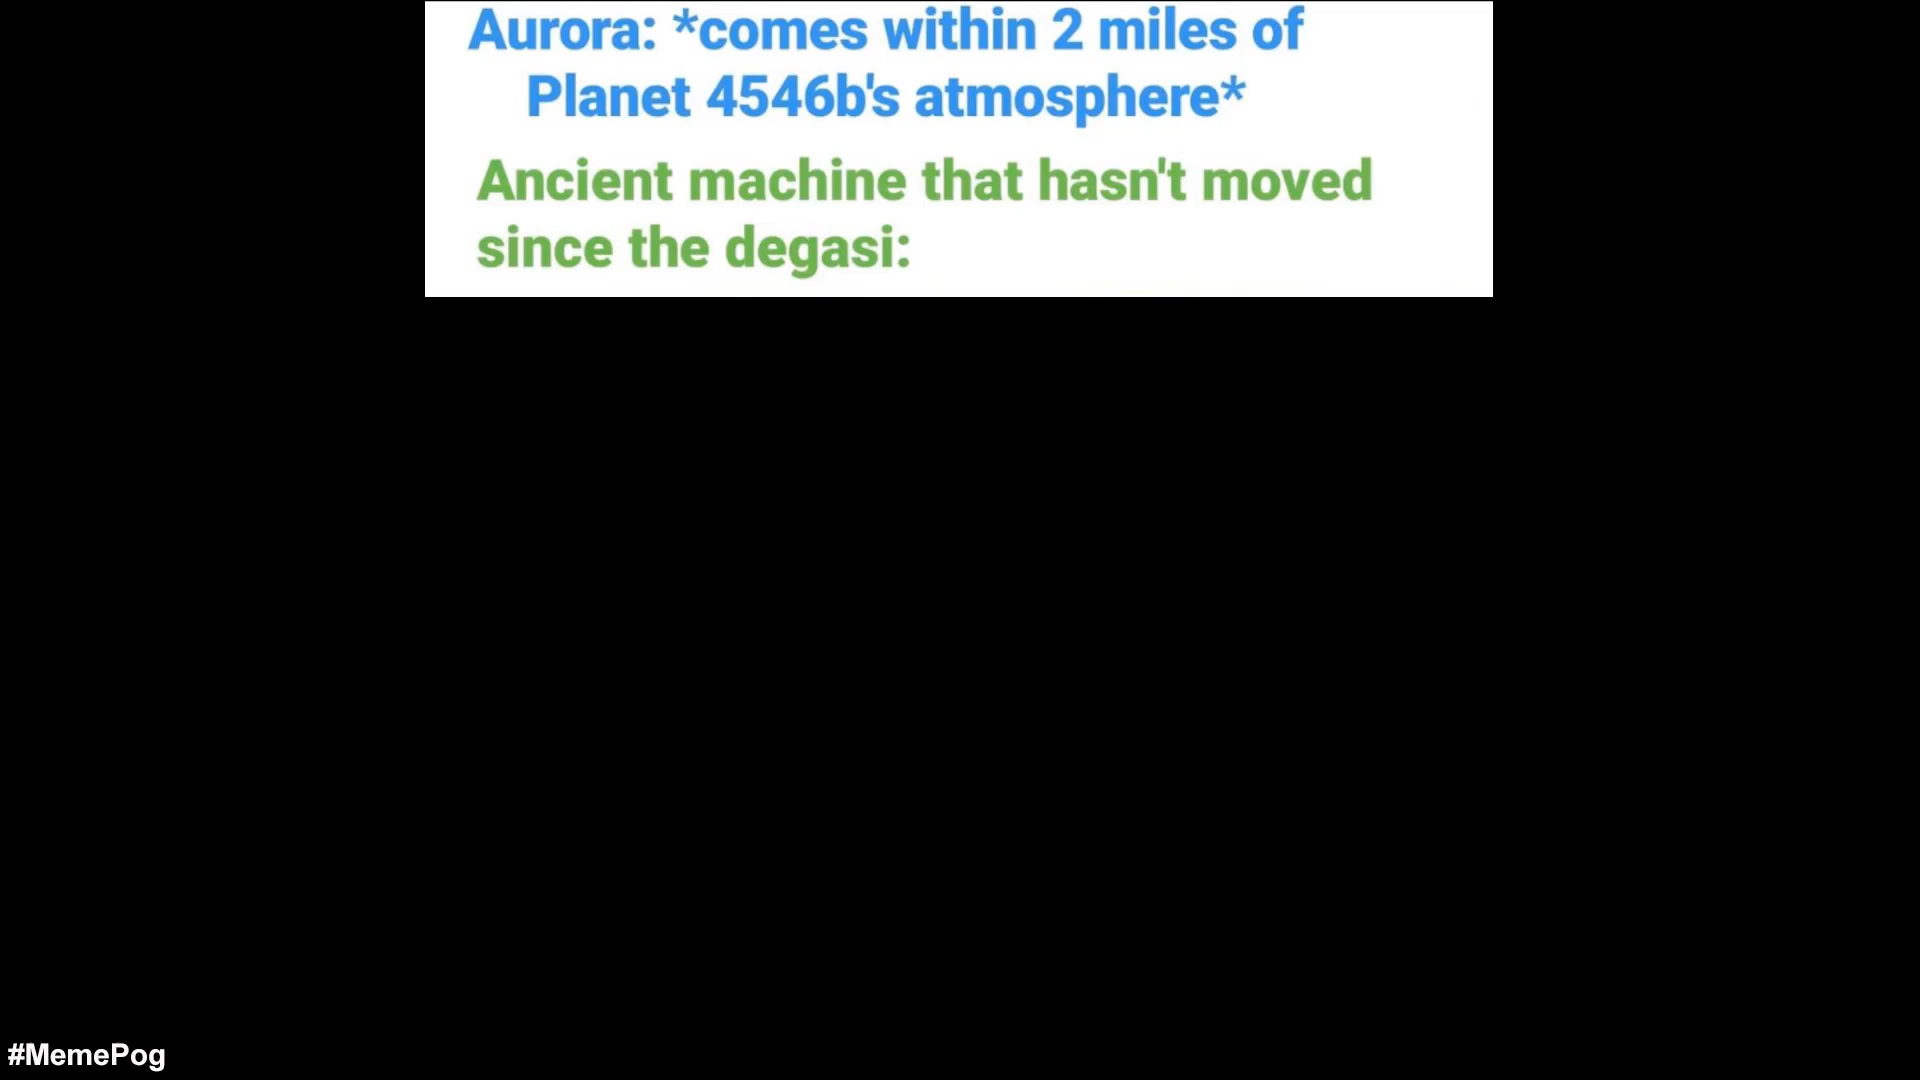 Aurora: *comes within 2 miles of
Planet 4546b's atmosphere*
Ancient machine that hasn't moved
since the degasi:
#MemePog